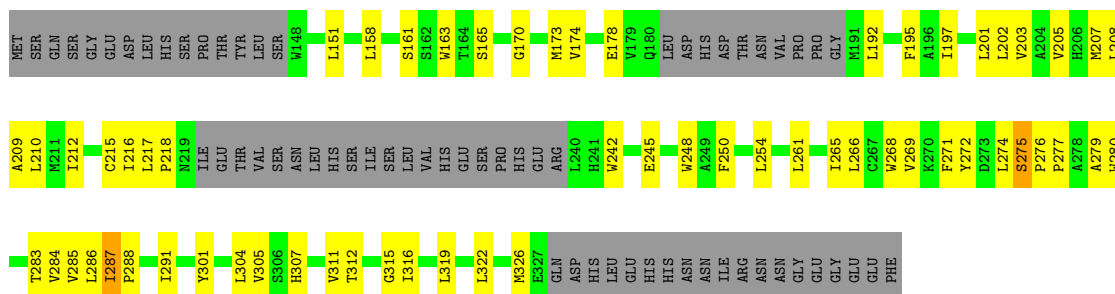 MET SER GLN SER GLY GLU ASP LEU HIS SER PRO THR TYR LEU SER W148 L151 L158 S161 S162 W163 T164 S165 G170 M173 V174 E178 V179 Q180 LEU ASP HIS ASP THR ASN VAL PRO PRO GLY M191 L192 F195 A196 I197 L201 L202 V203 A204 V205 H206 M207 L208
A209 L210 M211 I212 C215 I216 L217 P218 N219 ILE GLU THR VAL SER ASN LEU HIS SER ILE SER LEU VAL HIS GLU SER PRO HIS GLU ARG L240 H241 W242 E245 W248 A249 F250 L254 L261 I265 L266 C267 W268 V269 K270 F271 Y272 D273 L274 S275 P276 P277 A278 A279 W280
T283 V284 V285 L286 I287 P288 I291 Y301 L304 V305 S306 H307 V311 T312 G315 I316 L319 L322 M326 E327 GLN ASP HIS LEU GLU HIS HIS ASN ASN ILE ARG ASN ASN GLY GLU GLY GLU GLU PHE